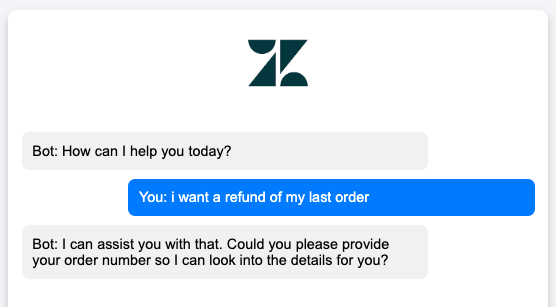 Bot: How can I help you today?
You: i want a refund of my last order
Bot: I can assist you with that. Could you please provide
your order number so I can look into the details for you?